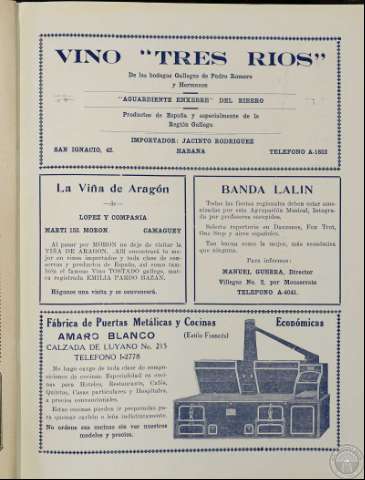 VINO "TRES RIOS"
De las bodegas Gallegas de Pedro Romero
y Hermanos
"AGUARDIENTE ENXEBRE" DEL RIBERO
Productos de España y especialmente de la
Región Gallega
IMPORTADOR: JACINTO RODRIGUEZ
SAN IGNACIO, 42. HABANA TELEFONO A-1803
La Viña de Aragón
—de—
LOPEZ Y COMPAÑIA
MARTI 153. MORON CAMAGUEY
Al pasar por MORON no deje de visitar la
VIÑA DE ARAGON. Allí encontrará lo me-
jor en vinos importados y toda clase de con-
servas y productos de España, así como tam-
bién el famoso Vino TOSTADO gallego, mar-
ca registrada EMILIA PARDO BAZAN.
Háganos una visita y se convencerá.
BANDA LALIN
Todas las fiestas regionales deben estar ame-
nizadas por esta Agrupación Musical, Integra-
da por profesores escogidos.
Selecto repertorio en Danzones, Fox Trot,
One Step y aires españoles.
Tan buena como la mejor, más económica
que ninguna.
Para informes:
MANUEL GUERRA, Director
Villegas No. 2, por Monserrate
TELEFONO A-4041.
Fábrica de Puertas Metálicas y Cocinas Económicas
AMARO BLANCO (Estilo Francés)
CALZADA DE LUYANO No. 215
TELEFONO I-2778
Me hago cargo de toda clase de compo-
siciones de cocinas. Especialidad en coci-
nas para Hoteles, Restaurants, Cafés,
Quintas, Casas particulares y Hospitales,
a precios convencionales.
Estas cocinas pueden ir preparadas pa-
ra quemar carbón o leña indistintamente.
No ordene sus cocinas sin ver nuestros
modelos y precios.